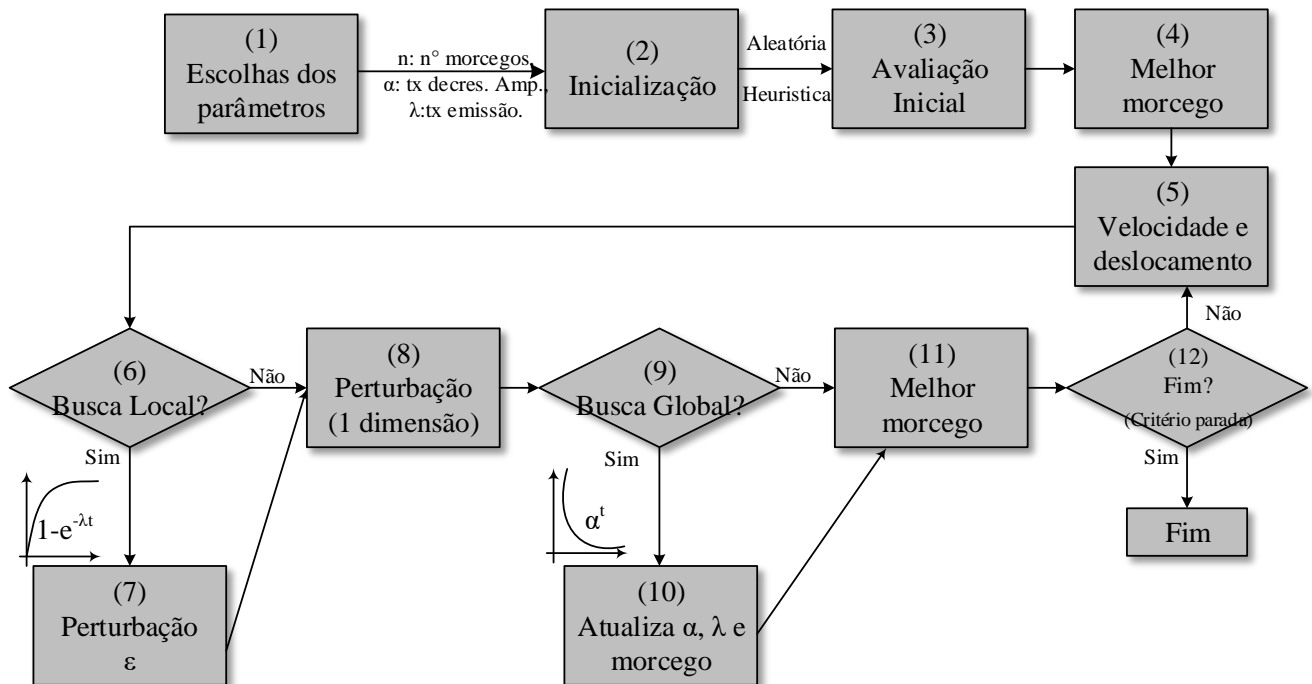 (1)
Escolhas dos
parâmetros
n: n° morcegos,
α: tx decres. Amp.,
λ:tx emissão.
(2)
Inicialização
Aleatória
Heuristica
(3)
Avaliação
Inicial
(4)
Melhor
morcego
(5)
Velocidade e
deslocamento
(6)
Busca Local?
Não
Sim
1-e^-λt
(7)
Perturbação
ε
(8)
Perturbação
(1 dimensão)
(9)
Busca Global?
Não
Sim
α^t
(10)
Atualiza α, λ e
morcego
(11)
Melhor
morcego
(12)
Fim?
(Critério parada)
Não
Sim
Fim